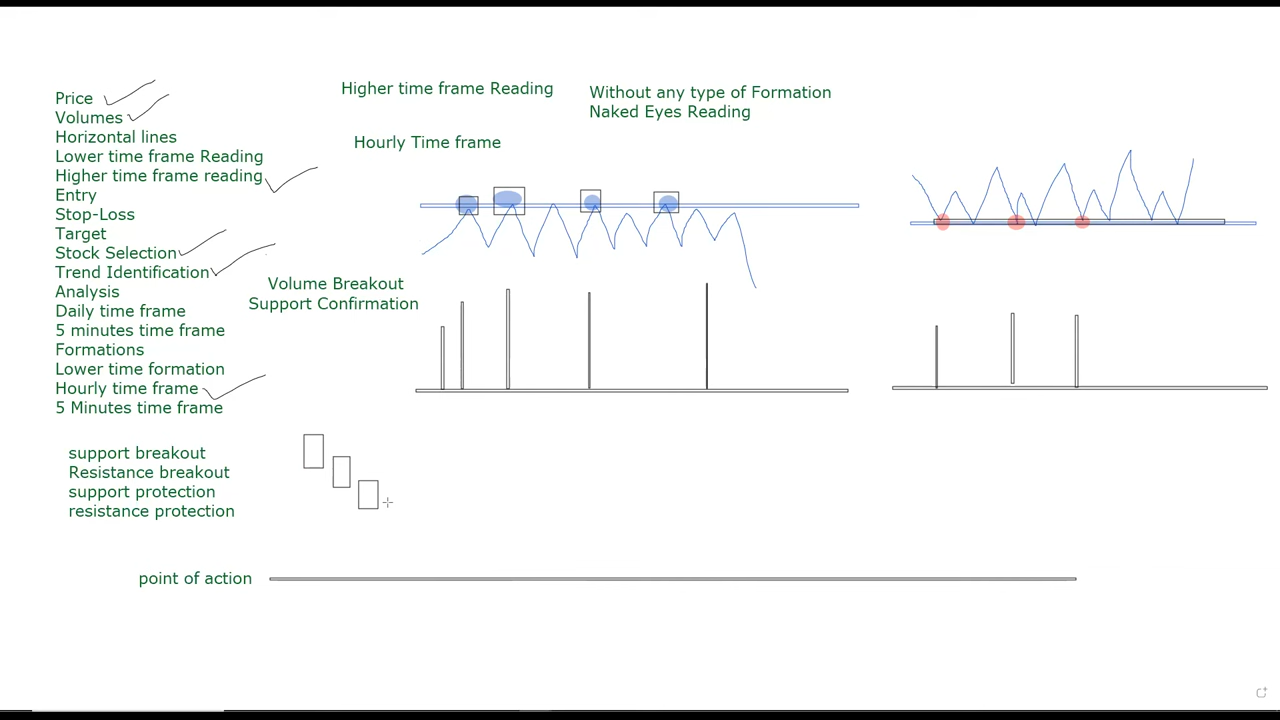 Price
Volumes
Horizontal lines
Lower time frame Reading
Higher time frame reading
Entry
Stop-Loss
Target
Stock Selection
Trend Identification
Analysis
Daily time frame
5 minutes time frame
Formations
Lower time formation
Hourly time frame
5 Minutes time frame
support breakout
Resistance breakout
support protection
resistance protection
point of action
Higher time frame Reading
Hourly Time frame
Without any type of Formation
Naked Eyes Reading
Volume Breakout
Support Confirmation